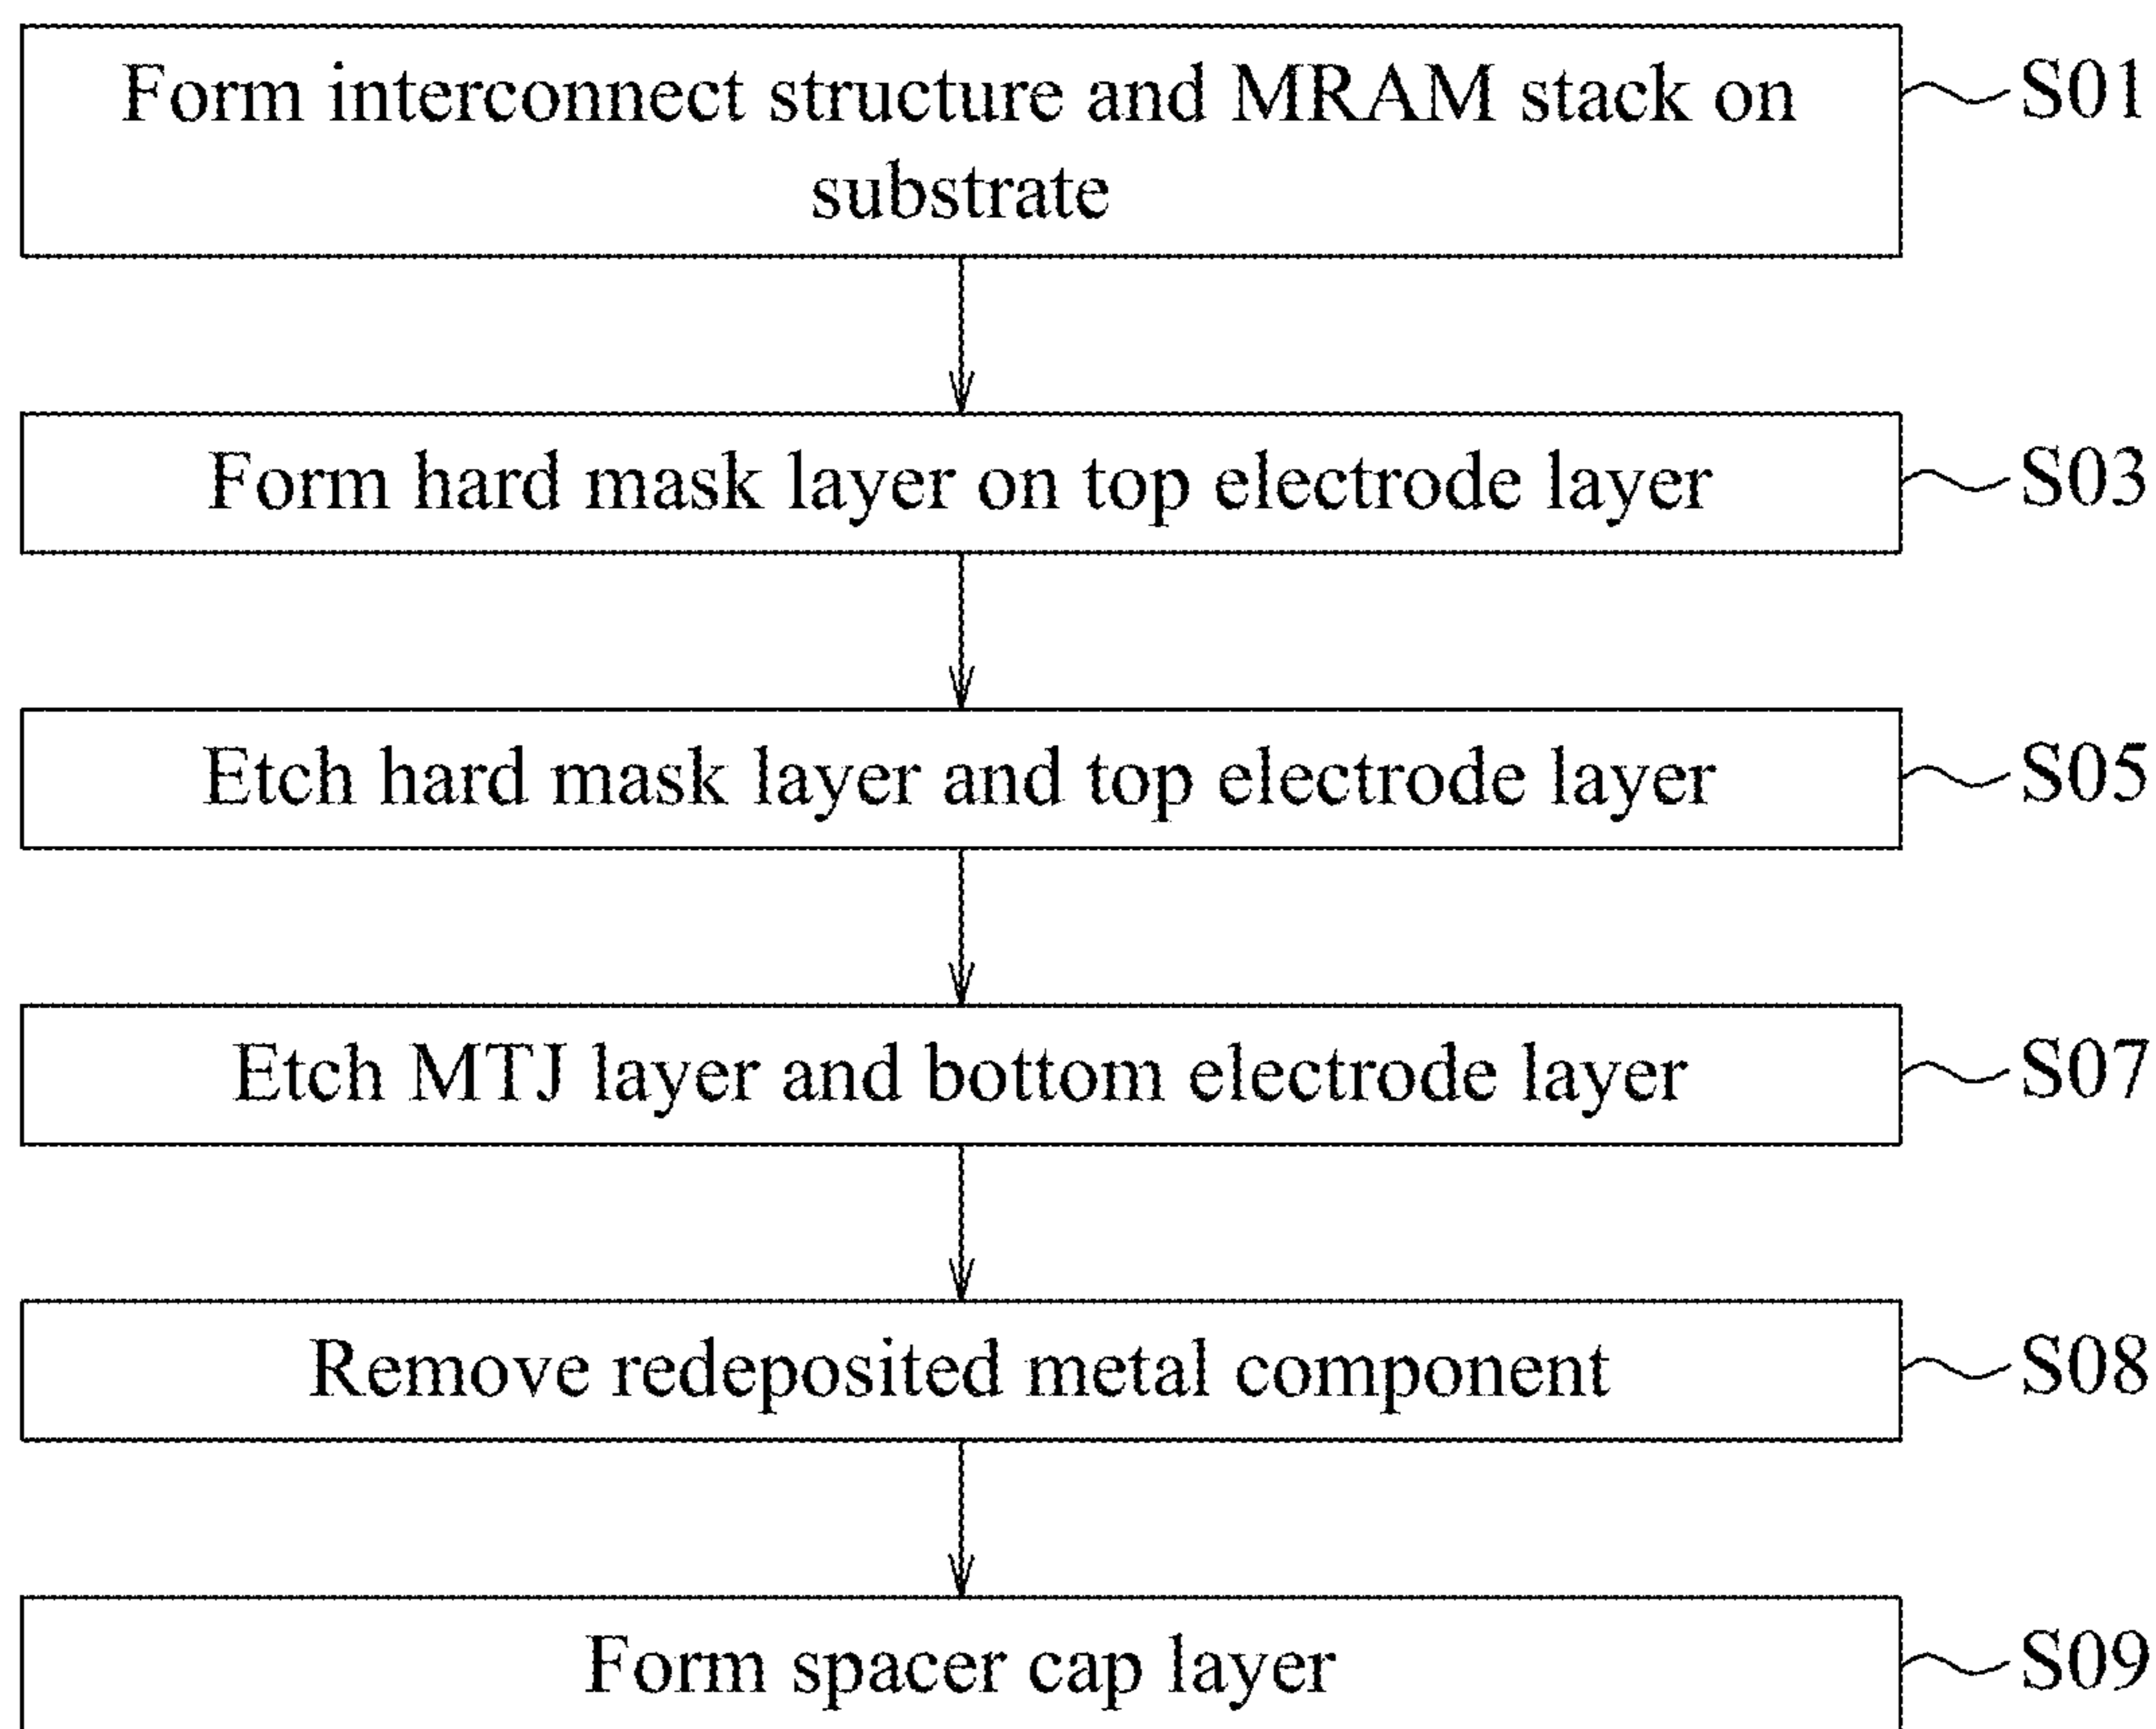 Form interconnect structure and MRAM stack on
substrate
S01
Form hard mask layer on top electrode layer
S03
Etch hard mask layer and top electrode layer
S05
Etch MTJ layer and bottom electrode layer
S07
Remove redeposited metal component
S08
Form spacer cap layer
S09